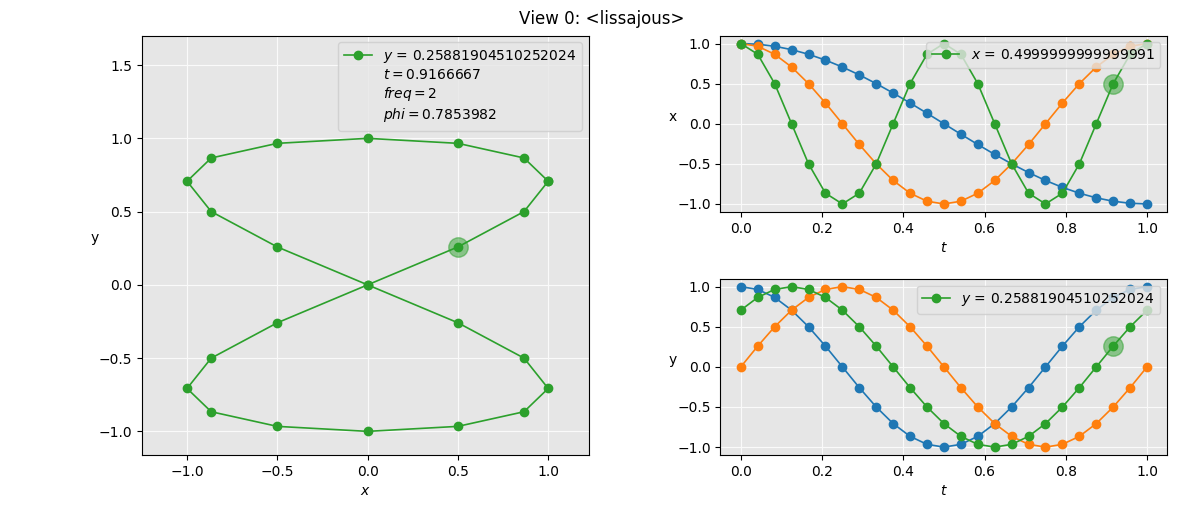 View 0: <lissajous>
y = 0.25881904510252024
t = 0.9166667
freq = 2
phi = 0.7853982
1.5
1.0
0.5
0.0
−0.5
−1.0
y
−1.0 −0.5 0.0 0.5 1.0
x
x = 0.4999999999999991
1.0
0.5
0.0
−0.5
−1.0
x
0.0 0.2 0.4 0.6 0.8 1.0
t
y = 0.25881904510252024
1.0
0.5
0.0
−0.5
−1.0
y
0.0 0.2 0.4 0.6 0.8 1.0
t